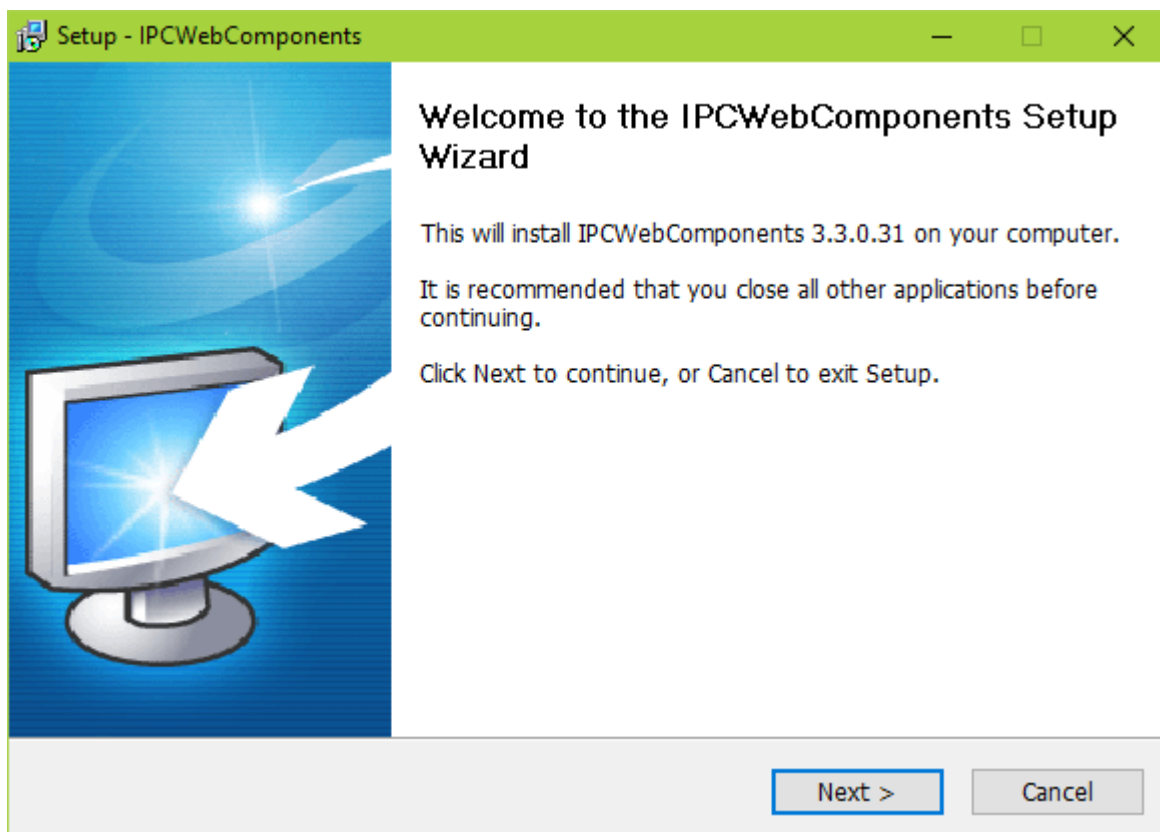 Setup - IPCWebComponents
Welcome to the IPCWebComponents Setup
Wizard
This will install IPCWebComponents 3.3.0.31 on your computer.
It is recommended that you close all other applications before
continuing.
Click Next to continue, or Cancel to exit Setup.
Next >
Cancel